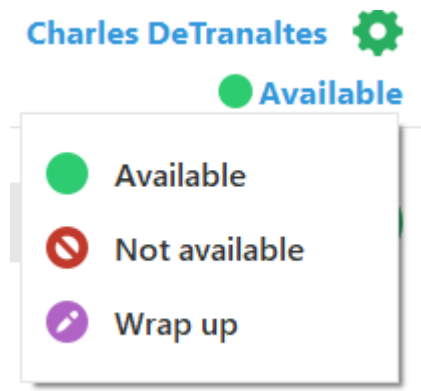 Charles DeTranaltes
Available
Available
Not available
Wrap up